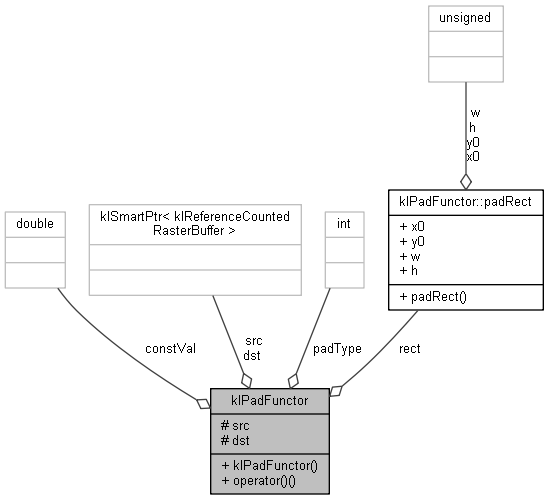 unsigned
w
h
y0
x0
klPadFunctor::padRect
+ x0
+ y0
+ w
+ h
+ padRect()
double
klSmartPtr< klReferenceCounted
RasterBuffer >
int
constVal
src
dst
padType
rect
klPadFunctor
# src
# dst
+ klPadFunctor()
+ operator()()